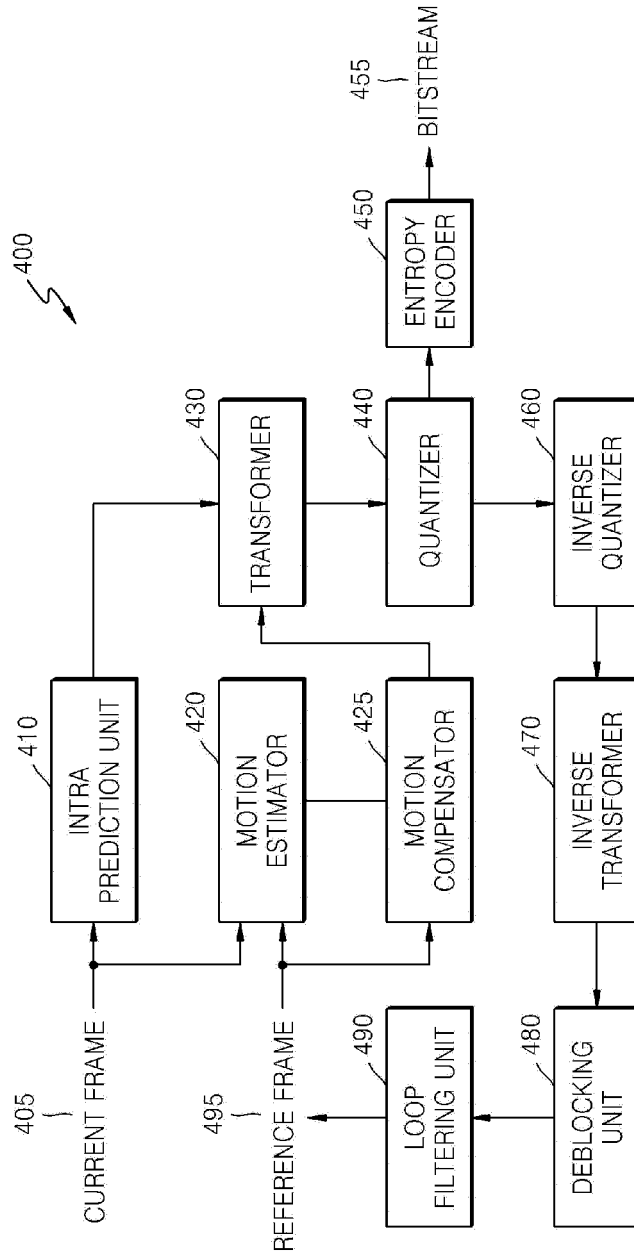 400
405
CURRENT FRAME
410
INTRA
PREDICTION UNIT
495
REFERENCE FRAME
420
MOTION
ESTIMATOR
430
TRANSFORMER
425
MOTION
COMPENSATOR
440
QUANTIZER
450
ENTROPY
ENCODER
455
BITSTREAM
490
LOOP
FILTERING UNIT
480
DEBLOCKING
UNIT
470
INVERSE
TRANSFORMER
460
INVERSE
QUANTIZER